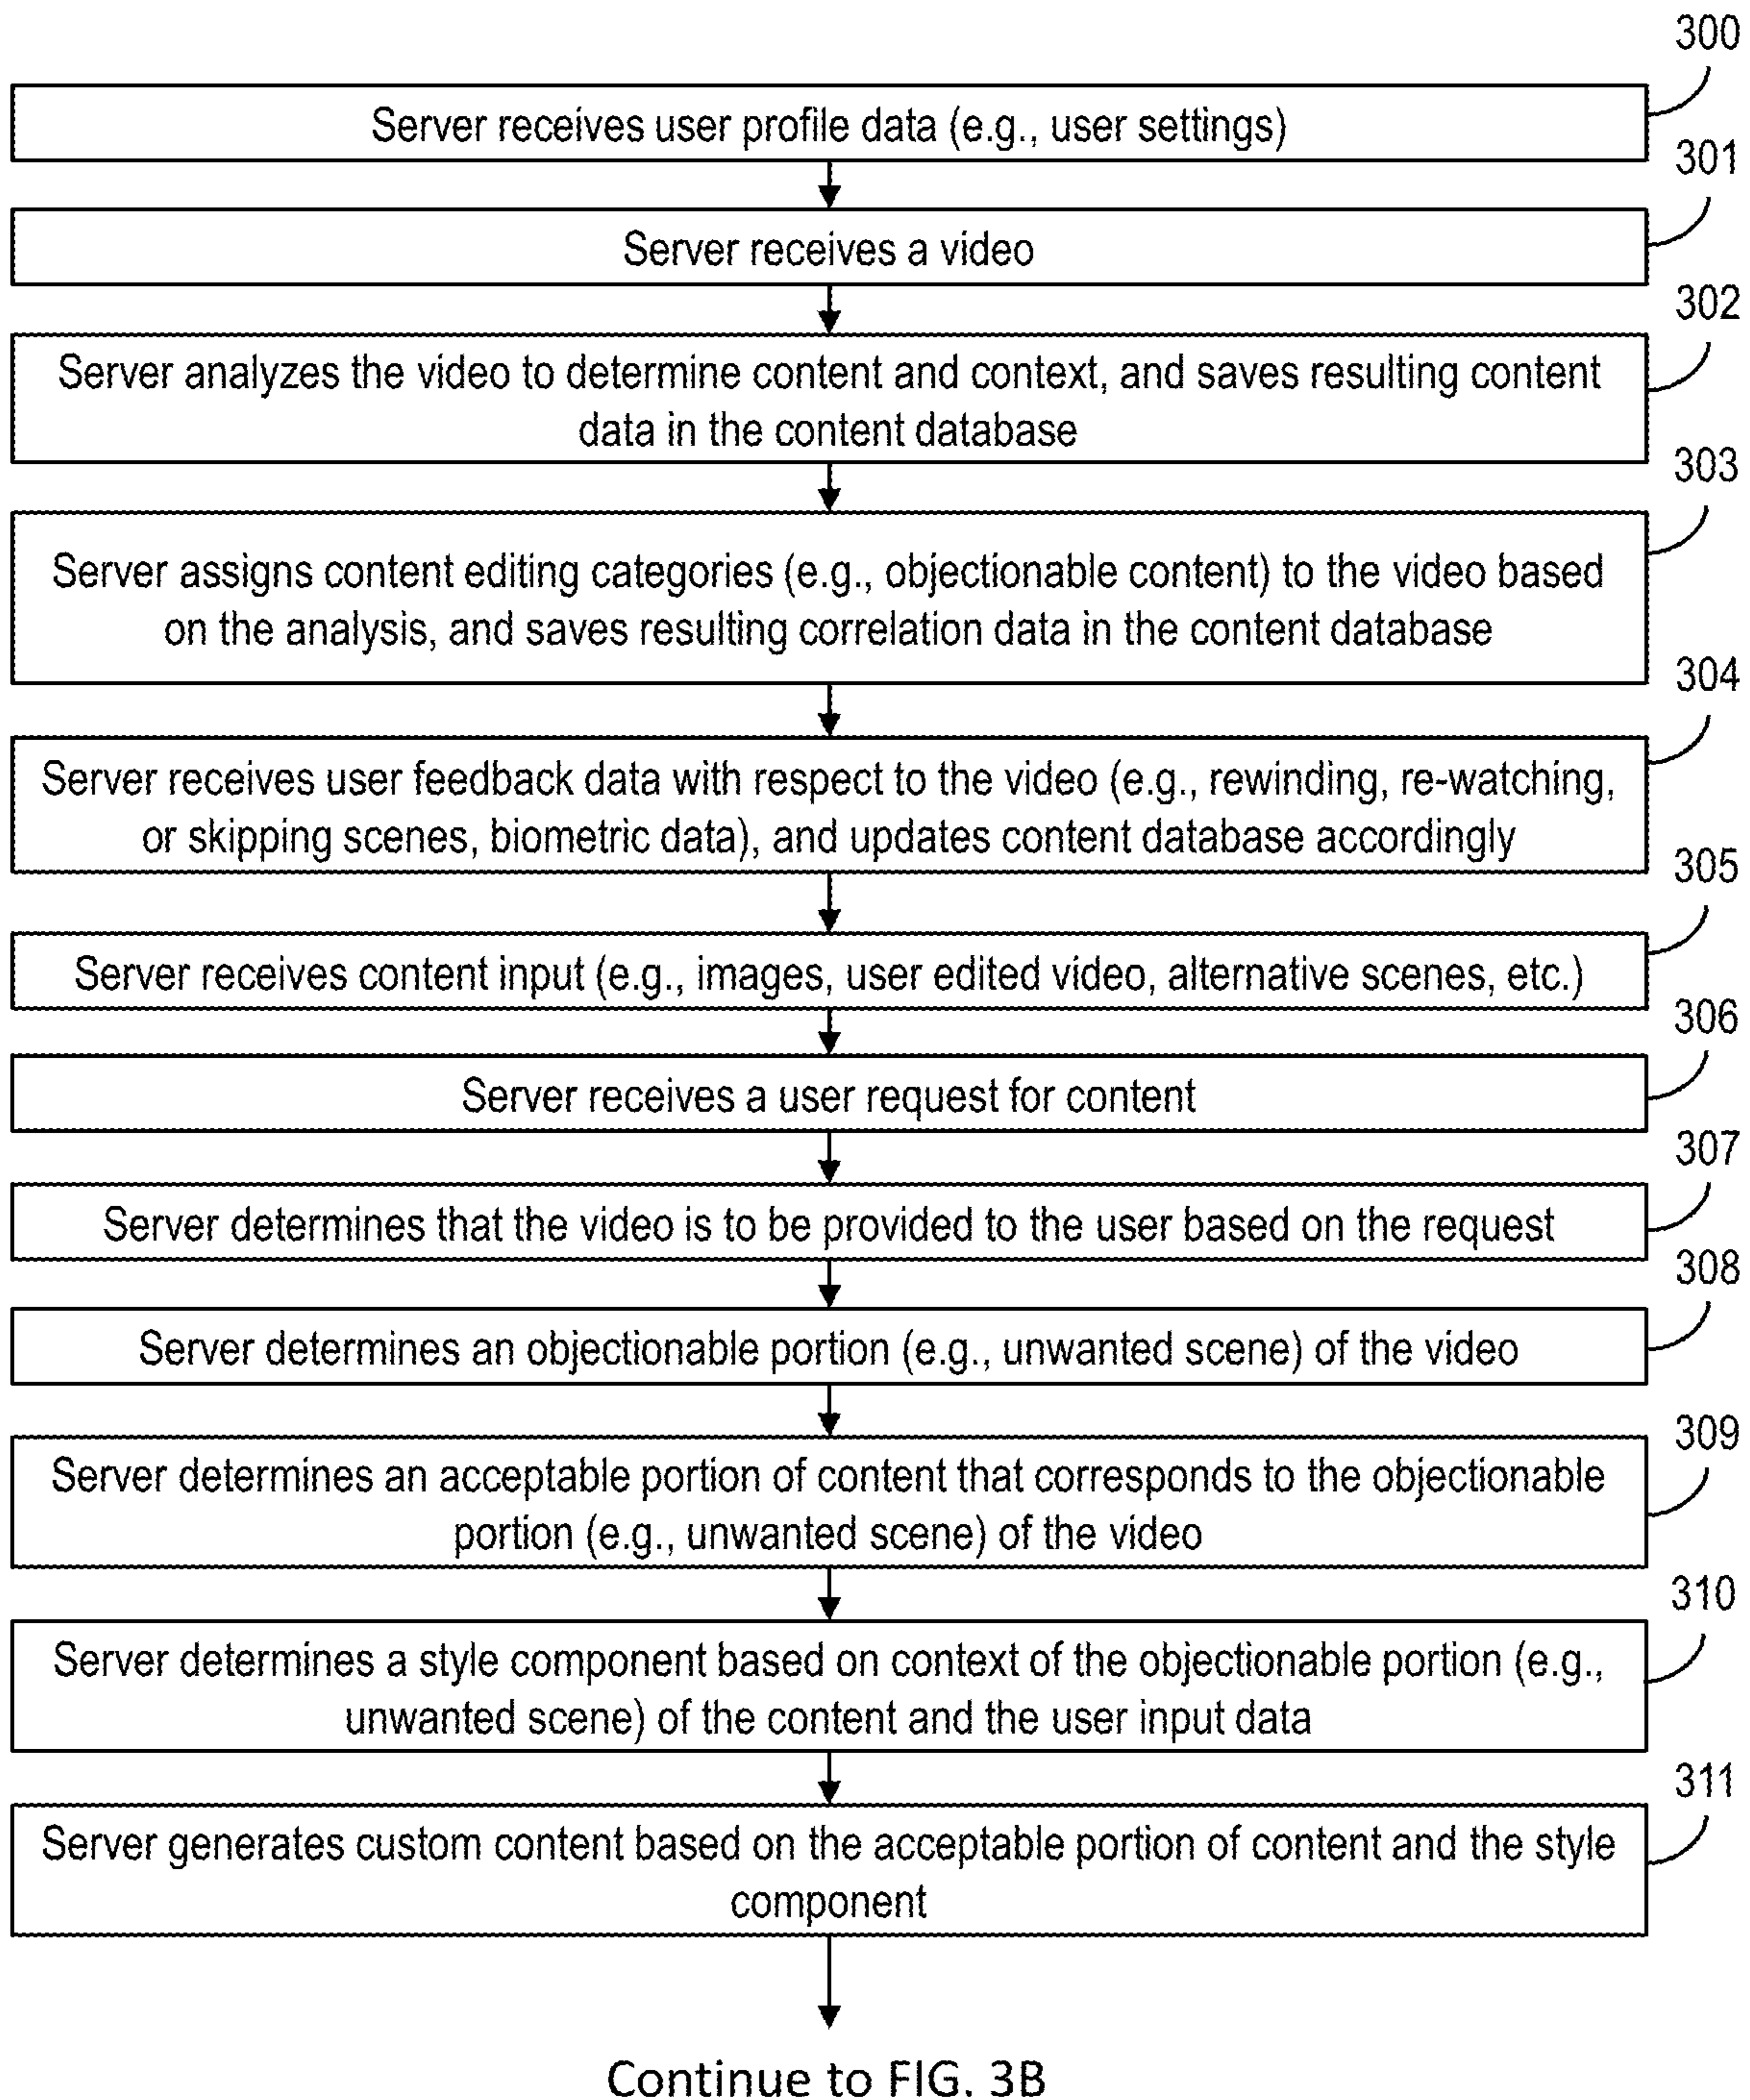 300
Server receives user profile data (e.g., user settings)
301
Server receives a video
302
Server analyzes the video to determine content and context, and saves resulting content
data in the content database
303
Server assigns content editing categories (e.g., objectionable content) to the video based
on the analysis, and saves resulting correlation data in the content database
304
Server receives user feedback data with respect to the video (e.g., rewinding, re-watching,
or skipping scenes, biometric data), and updates content database accordingly
305
Server receives content input (e.g., images, user edited video, alternative scenes, etc.)
306
Server receives a user request for content
307
Server determines that the video is to be provided to the user based on the request
308
Server determines an objectionable portion (e.g., unwanted scene) of the video
309
Server determines an acceptable portion of content that corresponds to the objectionable
portion (e.g., unwanted scene) of the video
310
Server determines a style component based on context of the objectionable portion (e.g.,
unwanted scene) of the content and the user input data
311
Server generates custom content based on the acceptable portion of content and the style
component
Continue to FIG. 3B